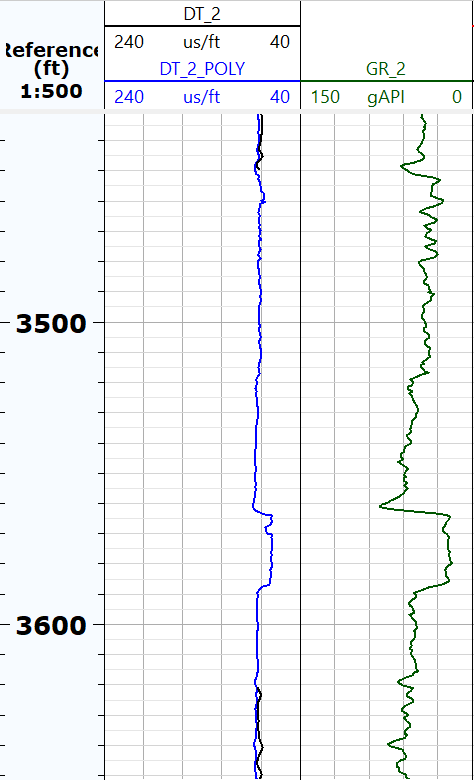 DT_2
240 us/ft 40
Reference
(ft)
1:500
DT_2_POLY
GR_2
240 us/ft 40
150 gAPI 0
3500
3600